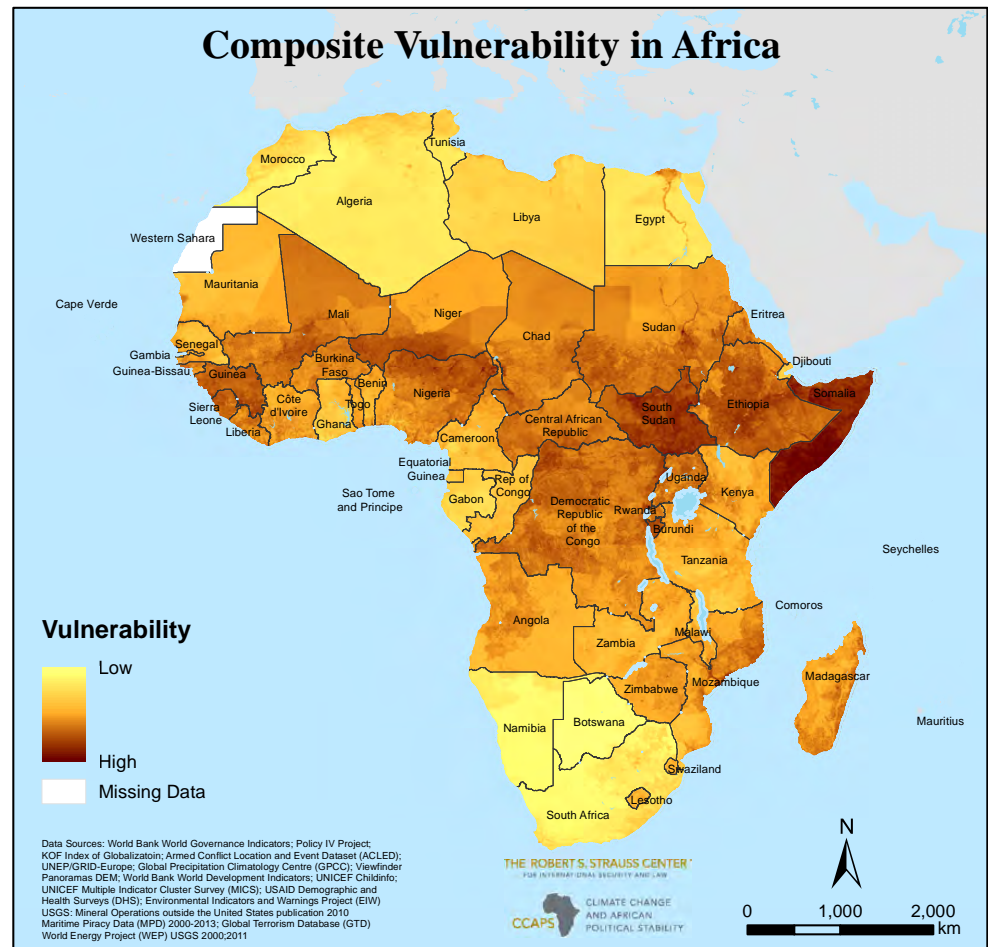 Composite Vulnerability in Africa
Tunisia
Morocco
Algeria
Libya
Egypt
Western Sahara
Mauritania
Cape Verde
Mali
Niger
Chad
Sudan
Eritrea
Senegal
Gambia
Guinea-Bissau
Guinea
Burkina
Faso
Benin
Djibouti
Somalia
Sierra
Leone
Liberia
Côte
d'Ivoire
Ghana
Togo
Nigeria
Central African
Republic
South
Sudan
Ethiopia
Cameroon
Equatorial
Guinea
Sao Tome
and Principe
Gabon
Rep of
Congo
Democratic
Republic
of the
Congo
Uganda
Kenya
Rwanda
Burundi
Tanzania
Seychelles
Comoros
Angola
Zambia
Malawi
Mozambique
Madagascar
Mauritius
Zimbabwe
Namibia
Botswana
Swaziland
Lesotho
South Africa
Vulnerability
Low
High
Missing Data
Data Sources: World Bank World Governance Indicators; Policy IV Project;
KOF Index of Globalizatoin; Armed Conflict Location and Event Dataset (ACLED);
UNEP/GRID-Europe; Global Precipitation Climatology Centre (GPCC); Viewfinder
Panoramas DEM; World Bank World Development Indicators; UNICEF Childinfo;
UNICEF Multiple Indicator Cluster Survey (MICS); USAID Demographic and
Health Surveys (DHS); Environmental Indicators and Warnings Project (EIW)
USGS: Mineral Operations outside the United States publication 2010
Maritime Piracy Data (MPD) 2000-2013; Global Terrorism Database (GTD)
World Energy Project (WEP) USGS 2000;2011
THE ROBERT S. STRAUSS CENTER
FOR INTERNATIONAL SECURITY AND LAW
CCAPS
CLIMATE CHANGE
AND AFRICAN
POLITICAL STABILITY
N
0 1,000 2,000
km